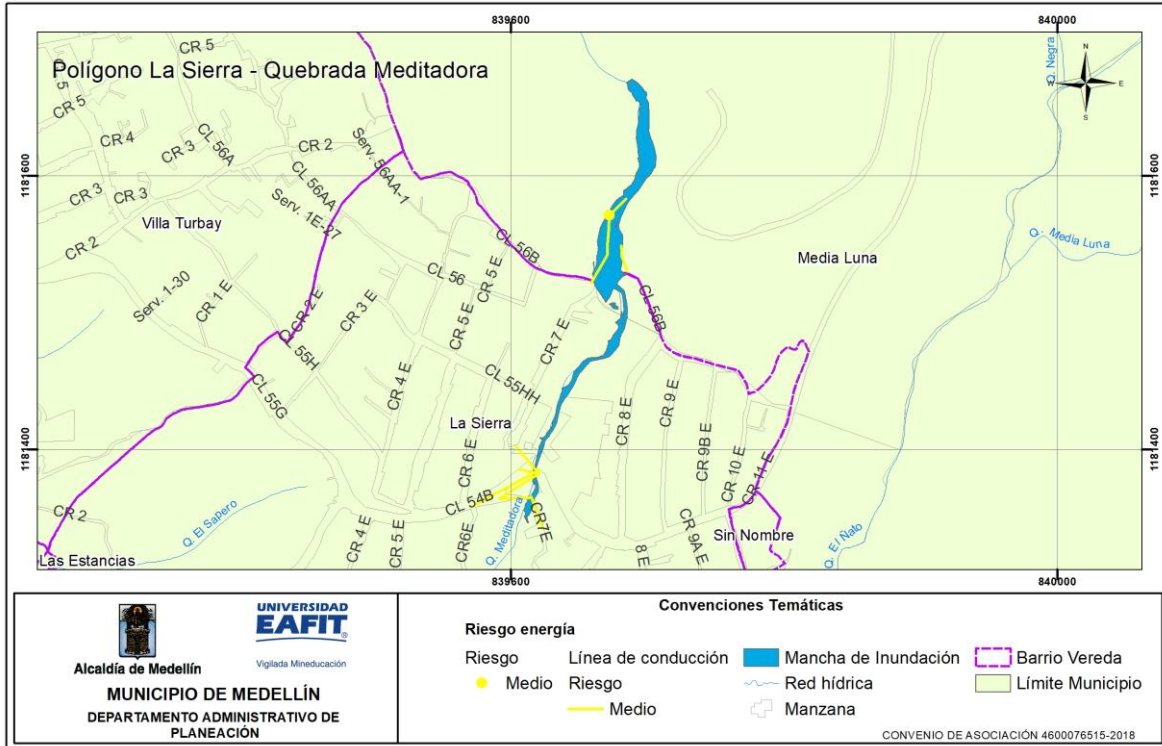 839600
840000
Polígono La Sierra - Quebrada Meditadora
CR 5
CR 5
CR 5
Q. Negra
N
W
E
S
CR 4
CR 3
CL 56A
CR 2
Serv. 56AA-1
1181600
1181600
CR 3
CR 3
CL 56AA
Serv. 1E-27
Villa Turbay
CR 2
CL 56B
Q. Media Luna
Media Luna
Serv. 1-30
CR 1 E
CL 56
CR 5 E
CR 2 E
CR 3 E
CL 56B
CR 5 E
CR 7 E
CL 55H
CL 55HH
CL 55G
CR 4 E
CR 8 E
CR 9 E
La Sierra
1181400
1181400
CR 6 E
CR 9B E
CR 10 E
CR 11 E
CL 54B
CR 2
Q. El Sapero
CR 4 E
CR 5 E
CR6E
Q. Meditadora
CR7E
8 E
CR 9A E
Sin Nombre
Q. El Ñato
Las Estancias
839600
840000
Alcaldía de Medellín
UNIVERSIDAD
EAFIT
Vigilada Mineducación
MUNICIPIO DE MEDELLÍN
DEPARTAMENTO ADMINISTRATIVO DE
PLANEACIÓN
Convenciones Temáticas
Riesgo energía
Riesgo
Medio
Línea de conducción
Riesgo
Medio
Mancha de Inundación
Red hídrica
Manzana
Barrio Vereda
Límite Municipio
CONVENIO DE ASOCIACIÓN 4600076515-2018